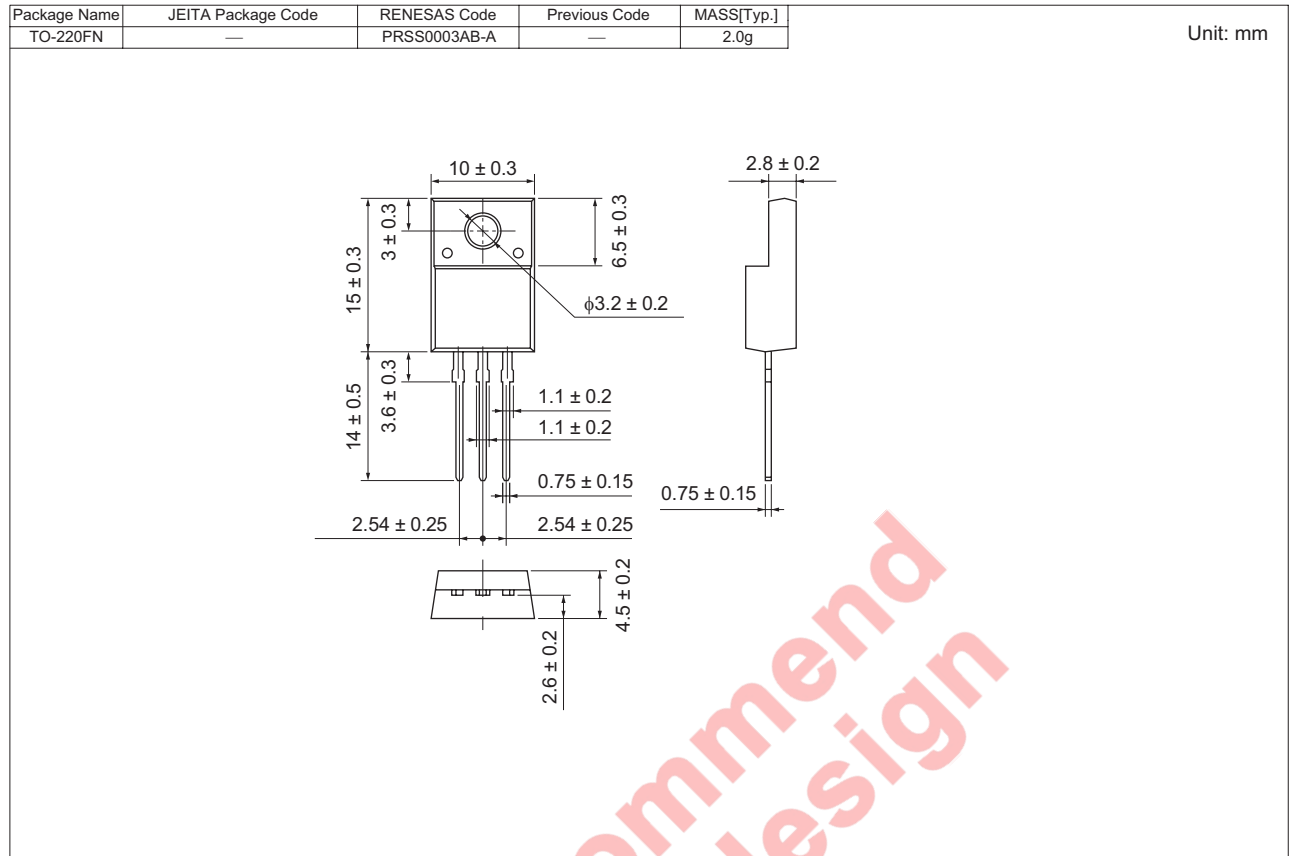 Package Name JEITA Package Code RENESAS Code Previous Code MASS[Typ.]
TO-220FN — PRSS0003AB-A — 2.0g
Unit: mm
10 ± 0.3
2.8 ± 0.2
3 ± 0.3
6.5 ± 0.3
15 ± 0.3
ϕ3.2 ± 0.2
3.6 ± 0.3
14 ± 0.5
1.1 ± 0.2
1.1 ± 0.2
0.75 ± 0.15
0.75 ± 0.15
2.54 ± 0.25
2.54 ± 0.25
4.5 ± 0.2
2.6 ± 0.2
design